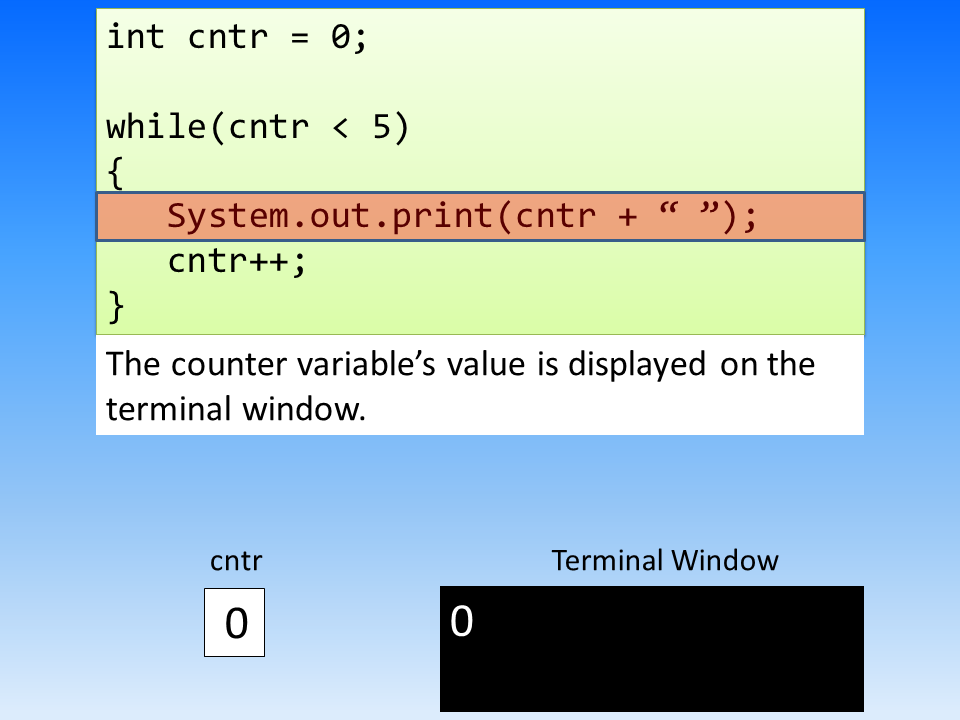 int cntr = 0;
while(cntr < 5)
{
System.out.print(cntr + “ ”);
cntr++;
}
The counter variable’s value is displayed on the
terminal window.
cntr
Terminal Window
0
0